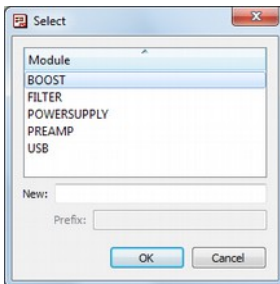 Select
Module
BOOST
FILTER
POWERSUPPLY
PREAMP
USB
New:
Prefix:
OK Cancel